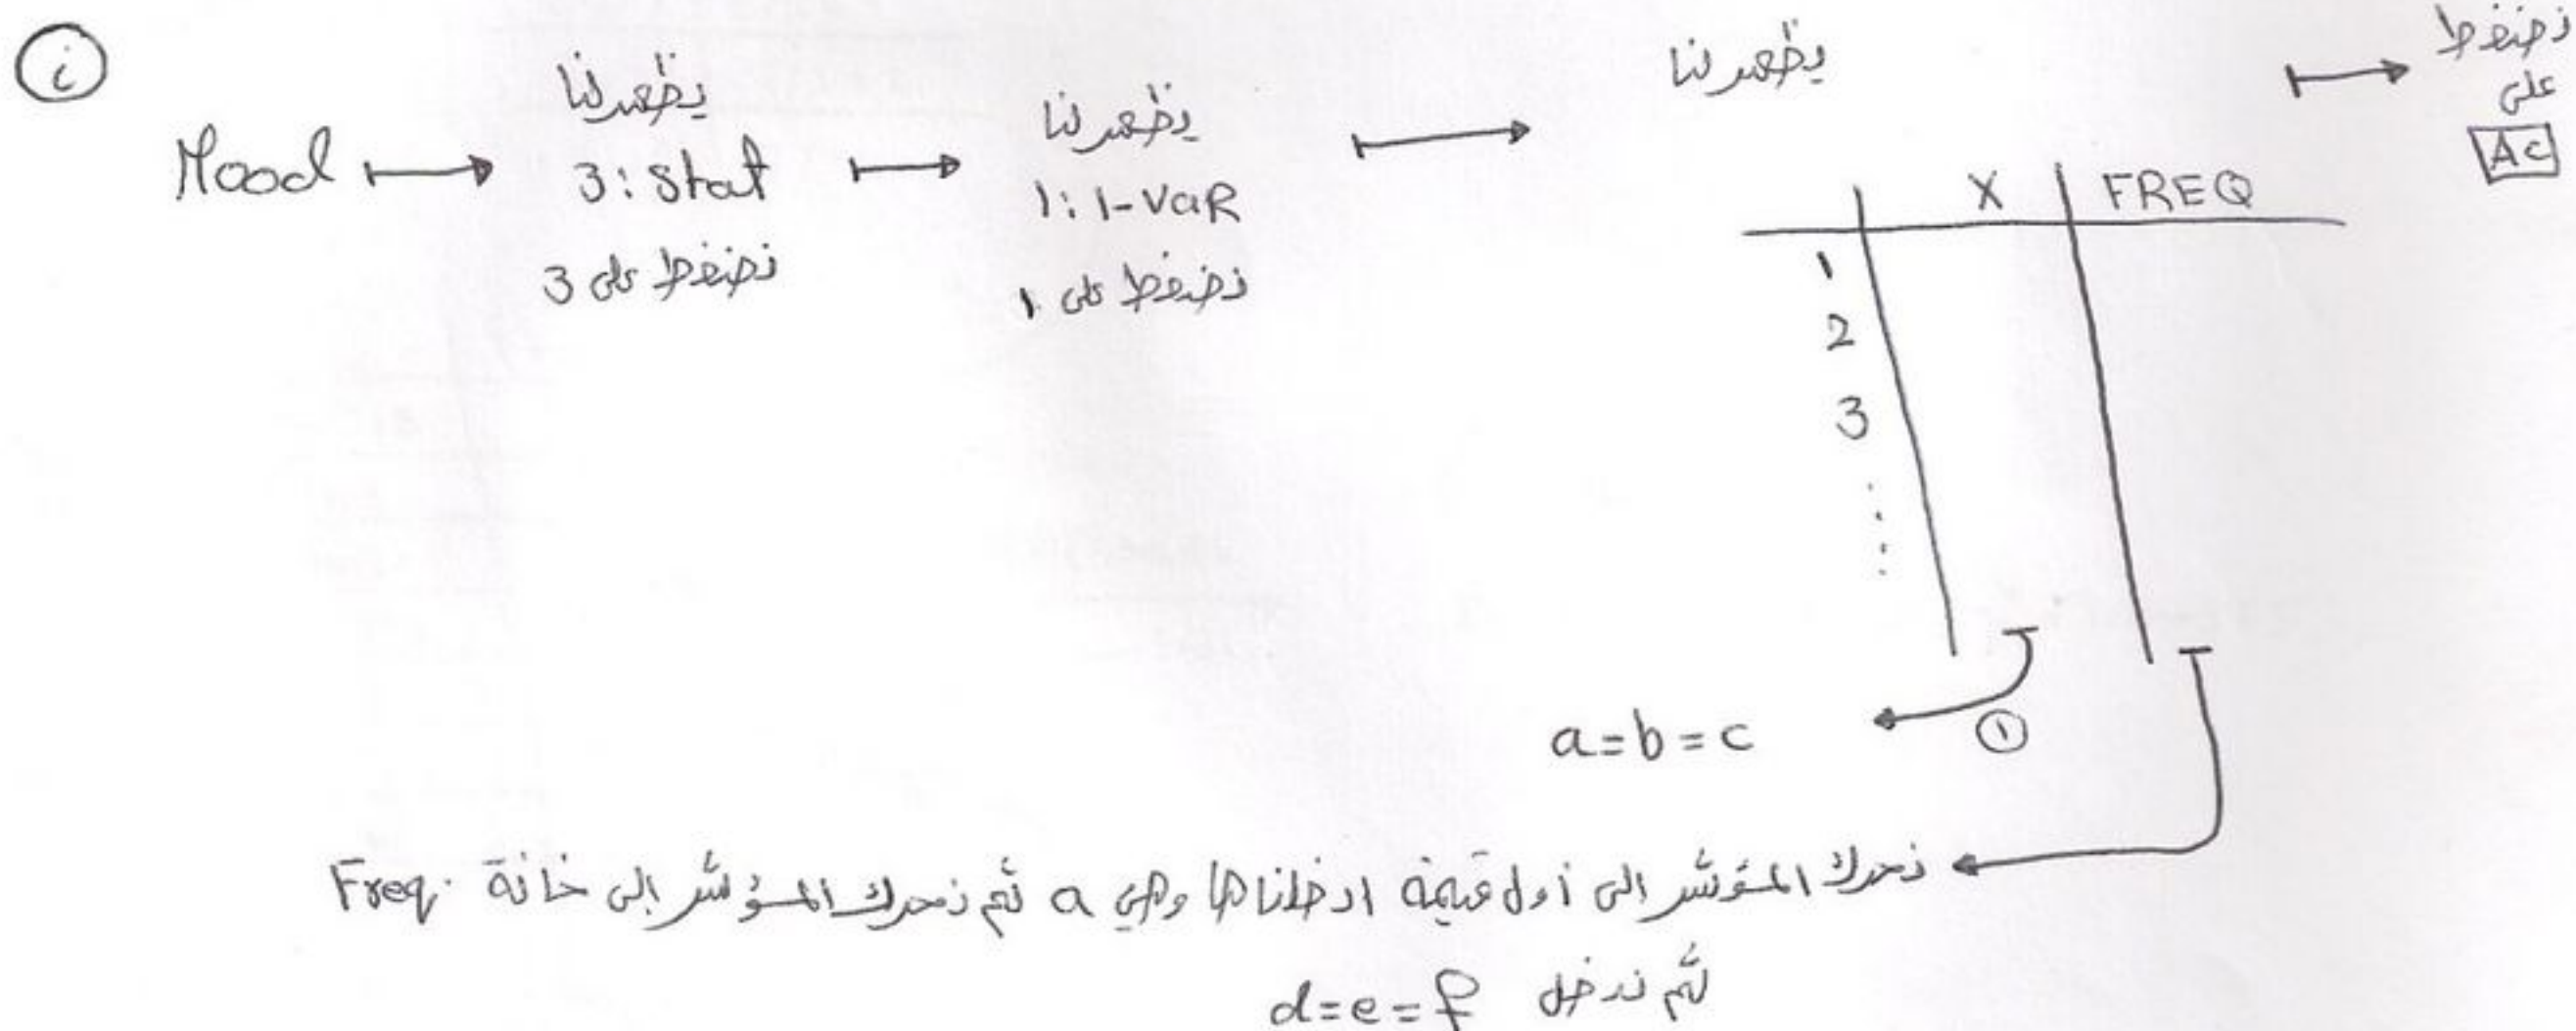 i
Mood
يظهر لنا
3: Stat
نضغط على 3
يظهر لنا
1: 1-VaR
نضغط على 1
يظهر لنا
X FREQ
1
2
3
نضغط
على
AC
a=b=c
1
نحرك المؤشر الى أول قيمة ادخلناها وهي a ثم نحرك المؤشر إلى خانة Freq.
ثم ندخل d=e=f